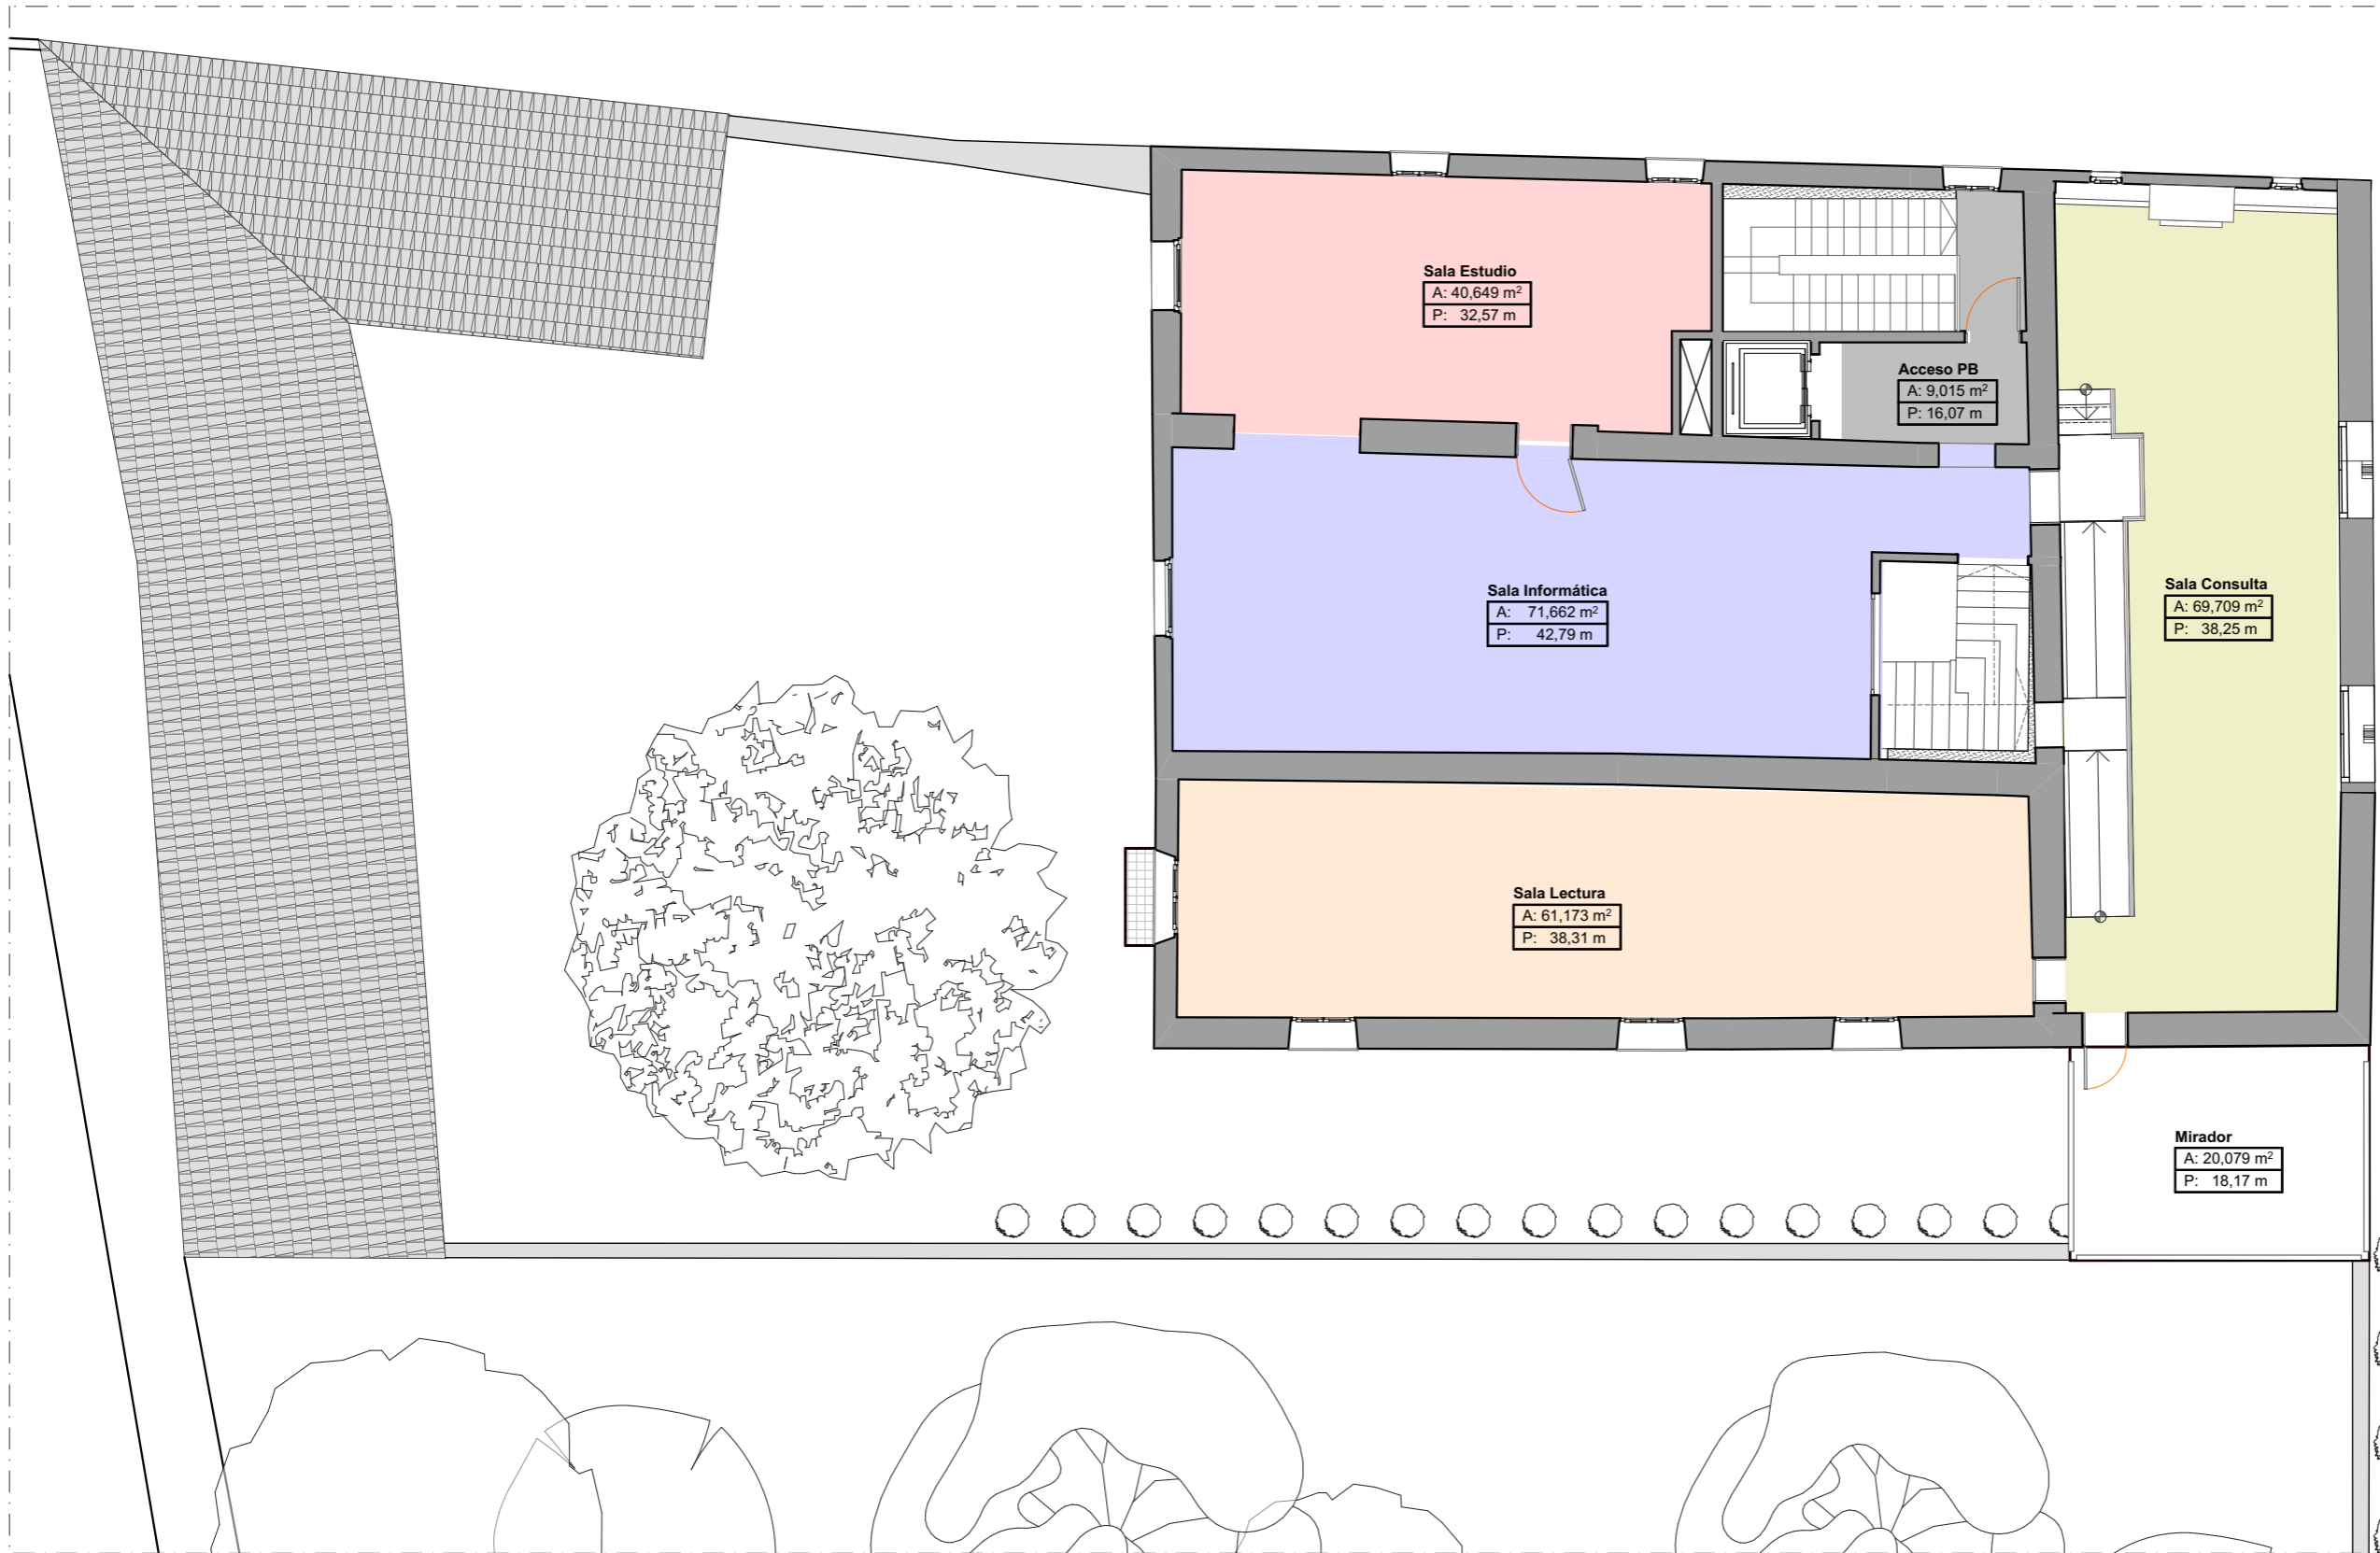 Sala Estudio
A: 40,649 m²
P: 32,57 m
Acceso PB
A: 9,015 m²
P: 16,07 m
Sala Informática
A: 71,662 m²
P: 42,79 m
Sala Consulta
A: 69,709 m²
P: 38,25 m
Sala Lectura
A: 61,173 m²
P: 38,31 m
Mirador
A: 20,079 m²
P: 18,17 m